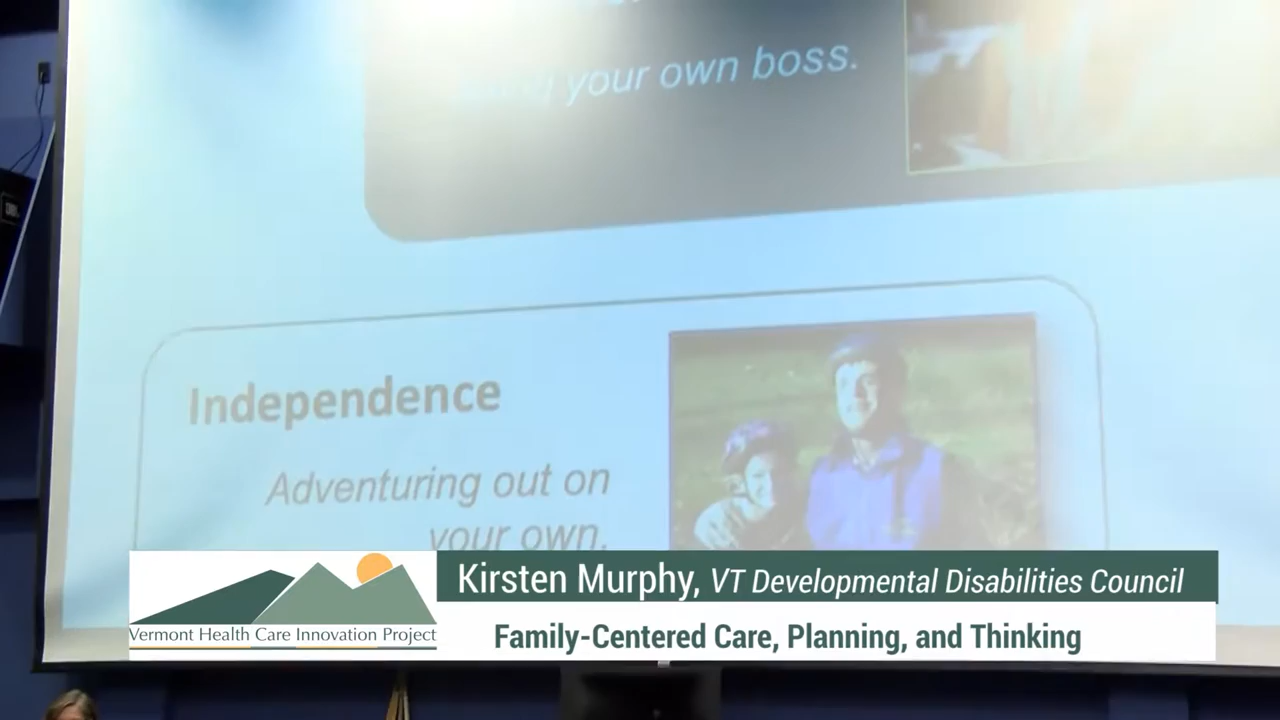 your own boss.
Independence
Adventuring out on
your own.
Kirsten Murphy, VT Developmental Disabilities Council
Vermont Health Care Innovation Project
Family-Centered Care, Planning, and Thinking